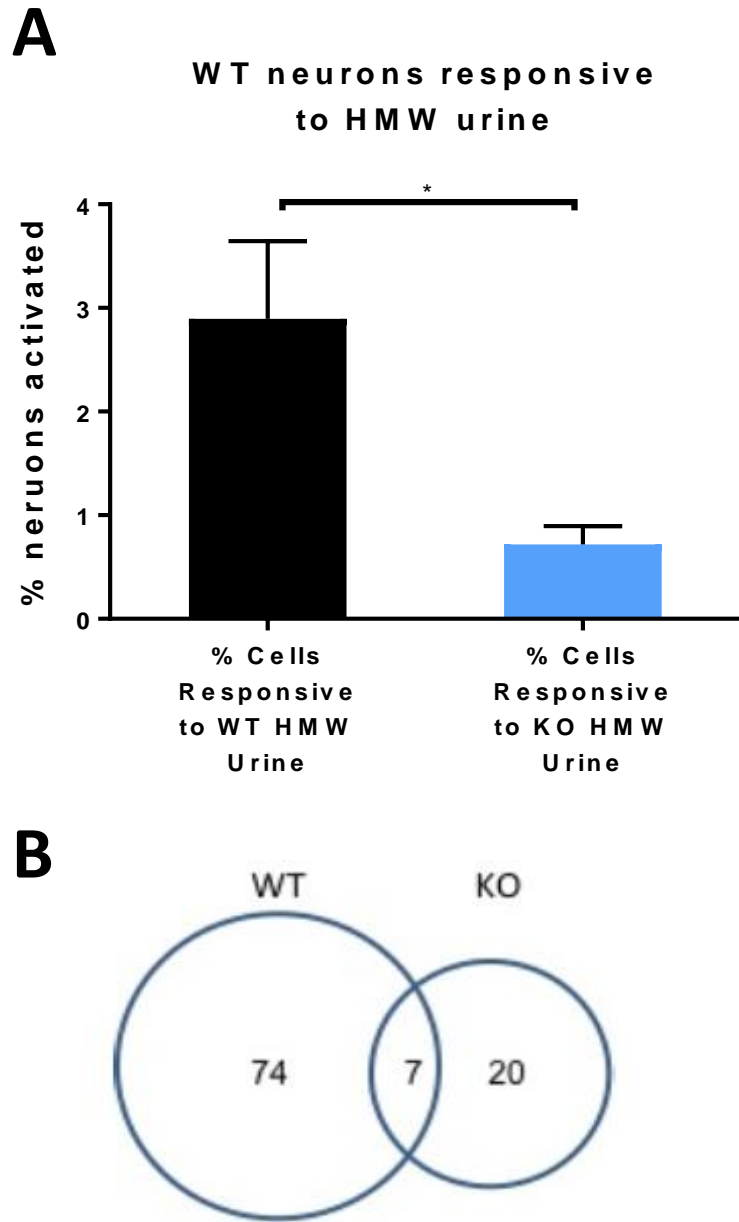 A
WT neurons responsive
to HMW urine
*
4
3
2
1
0
% neruons activated
% Cells
Responsive
to WT HMW
Urine
% Cells
Responsive
to KO HMW
Urine
B
WT
KO
74
7
20